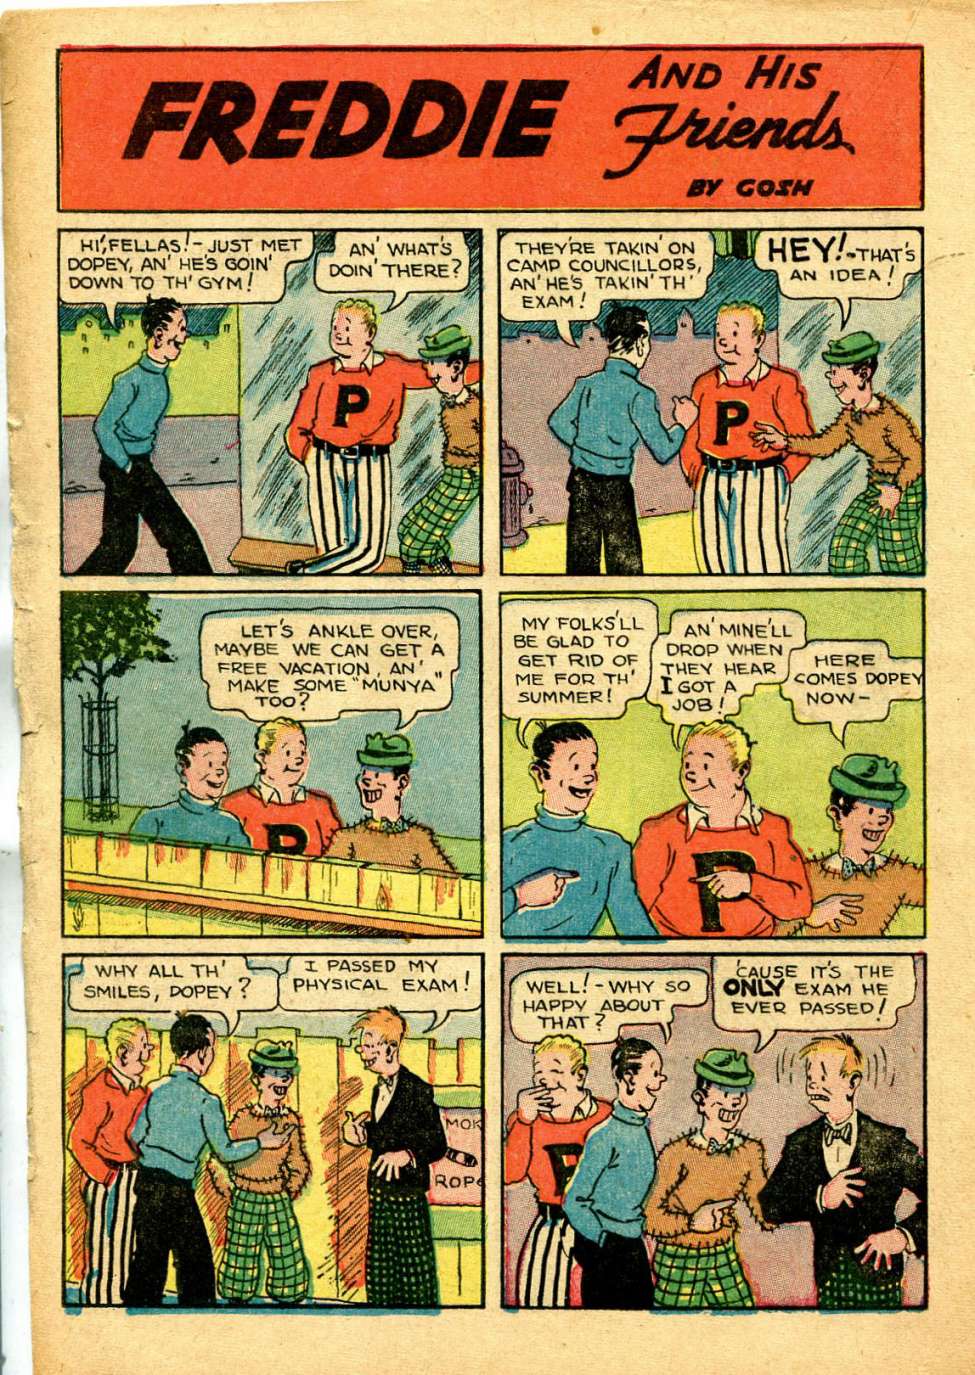 FREDDIE
AND HIS
Friends
BY GOSH
HI, FELLAS!- JUST MET
DOPEY, AN' HE'S GOIN'
DOWN TO TH' GYM!
AN' WHAT'S
DOIN' THERE?
P
THEY'RE TAKIN' ON
CAMP COUNCILLORS,
AN' HE'S TAKIN' TH'
EXAM!
HEY!-THAT'S
AN IDEA!
P
LET'S ANKLE OVER,
MAYBE WE CAN GET A
FREE VACATION, AN'
MAKE SOME "MUNYA"
TOO?
P
MY FOLKS'LL
BE GLAD TO
GET RID OF
ME FOR TH'
SUMMER!
AN' MINE'LL
DROP WHEN
THEY HEAR
I GOT A
JOB!
HERE
COMES DOPEY
NOW-
P
WHY ALL TH'
SMILES, DOPEY?
I PASSED MY
PHYSICAL EXAM!
MOK
ROP
WELL!- WHY SO
HAPPY ABOUT
THAT?
'CAUSE IT'S THE
ONLY EXAM HE
EVER PASSED!
P